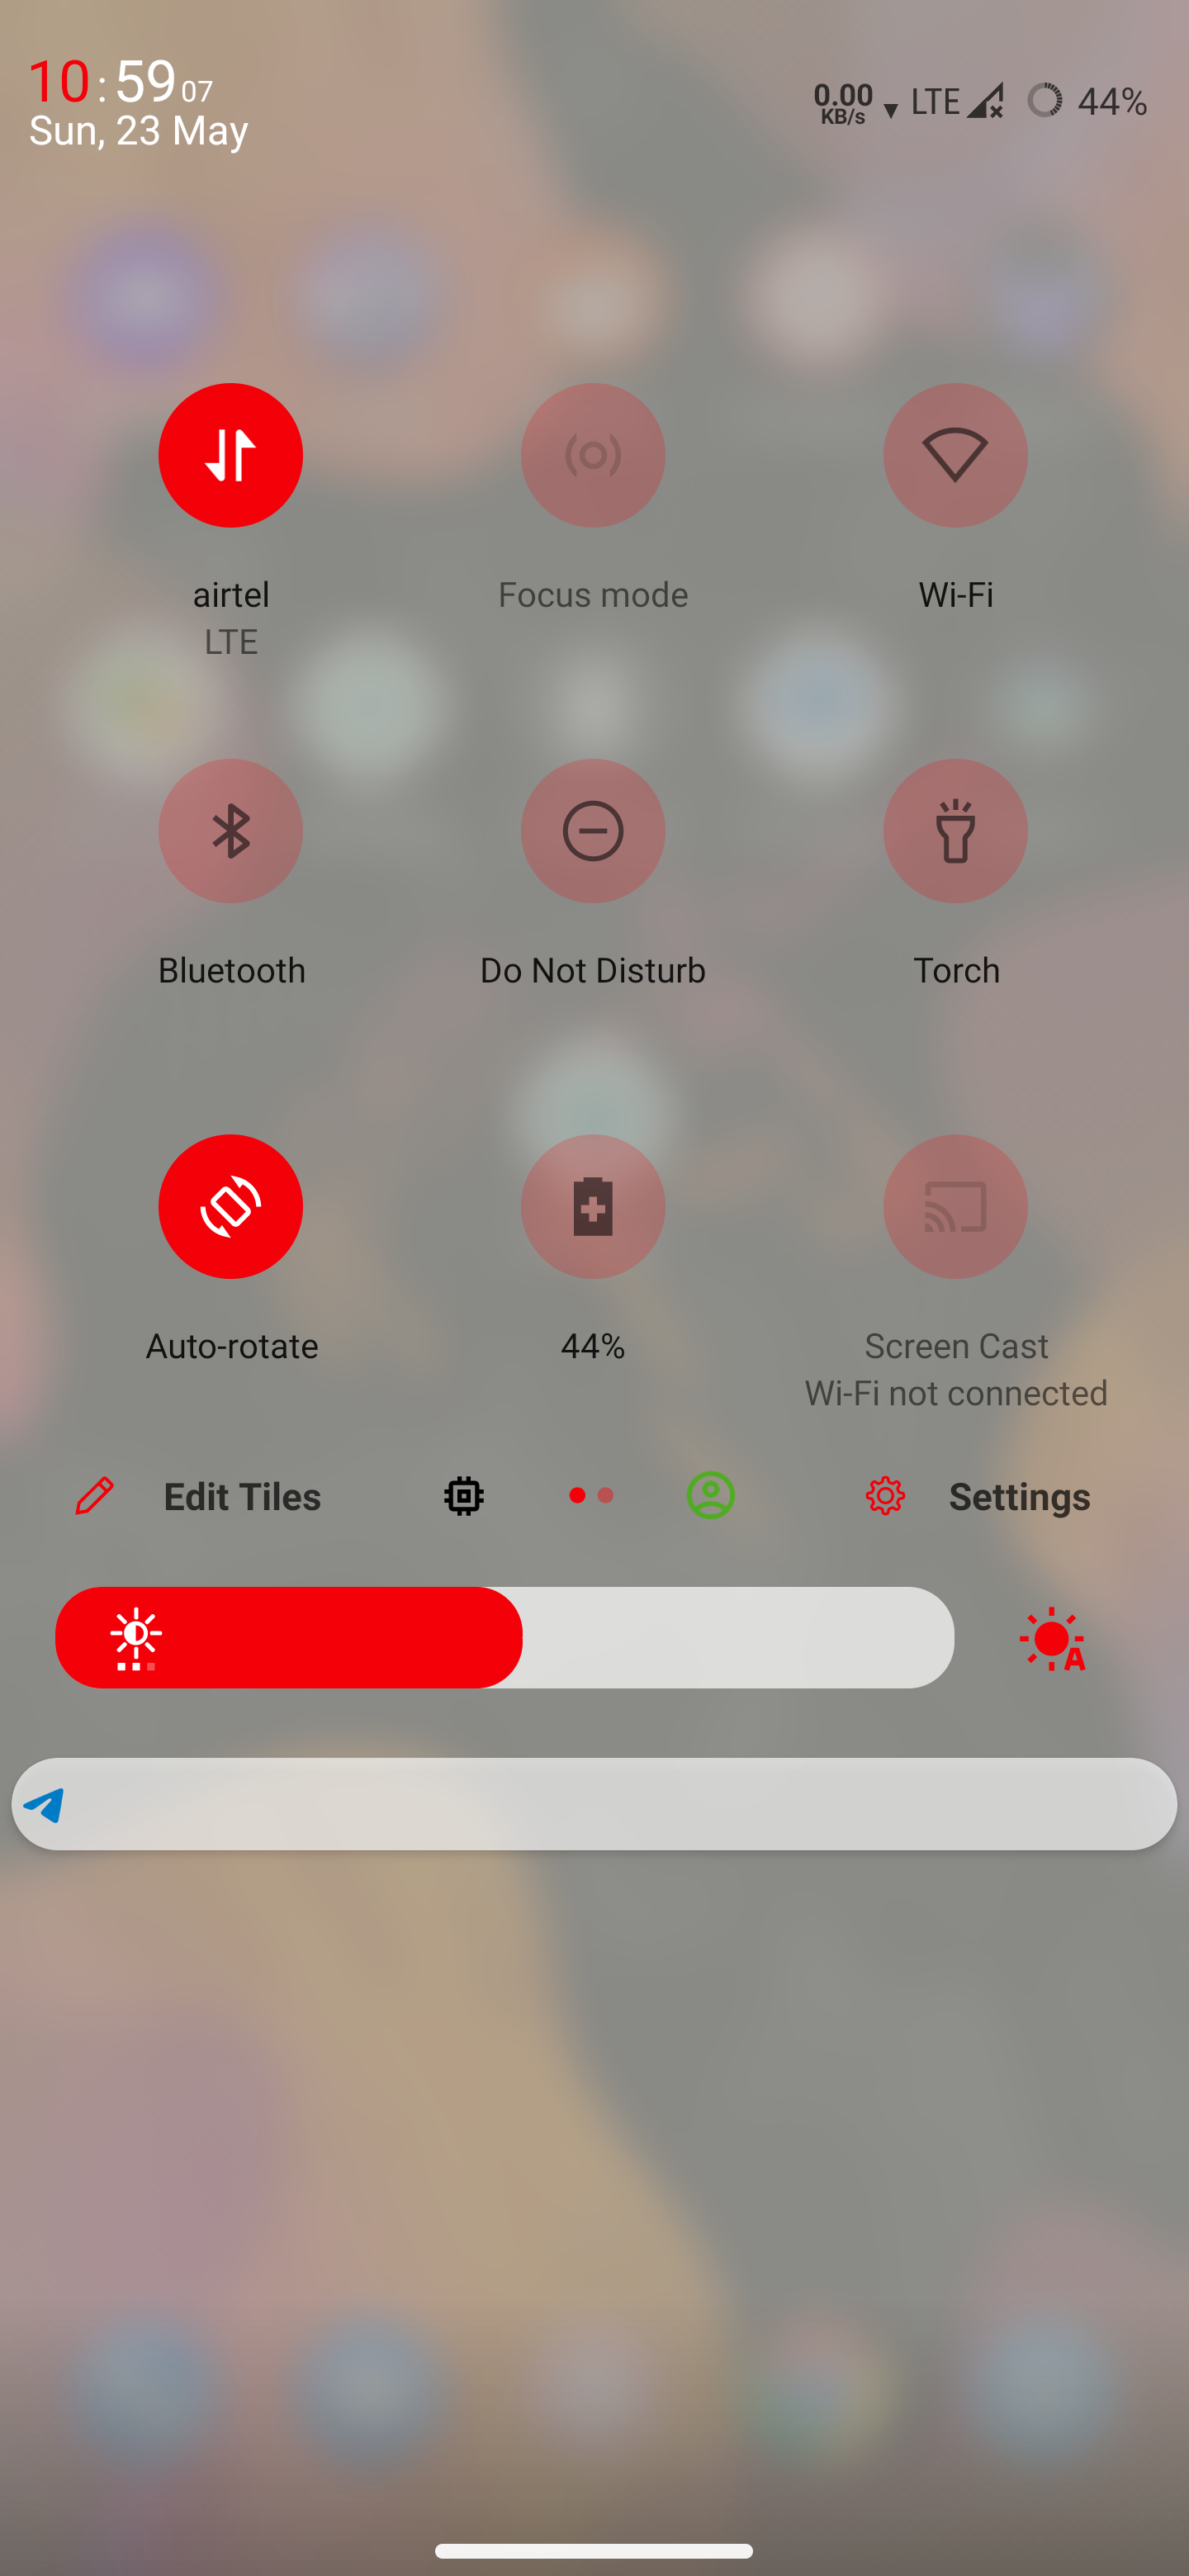 10:59 07
Sun, 23 May
0.00
KB/s
LTE
44%
airtel
LTE
Focus mode
Wi-Fi
Bluetooth
Do Not Disturb
Torch
Auto-rotate
44%
Screen Cast
Wi-Fi not connected
Edit Tiles
Settings
A